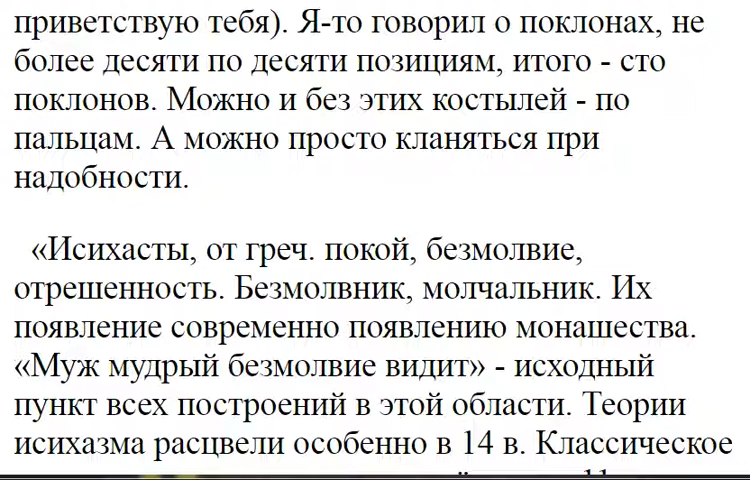 приветствую тебя). Я-то говорил о поклонах, не
более десяти по десяти позициям, итого - сто
поклонов. Можно и без этих костылей - по
пальцам. А можно просто кланяться при
надобности.
«Исихасты, от греч. покой, безмолвие,
отрешенность. Безмолвник, молчальник. Их
появление современно появлению монашества.
«Муж мудрый безмолвие видит» - исходный
пункт всех построений в этой области. Теории
исихазма расцвели особенно в 14 в. Классическое